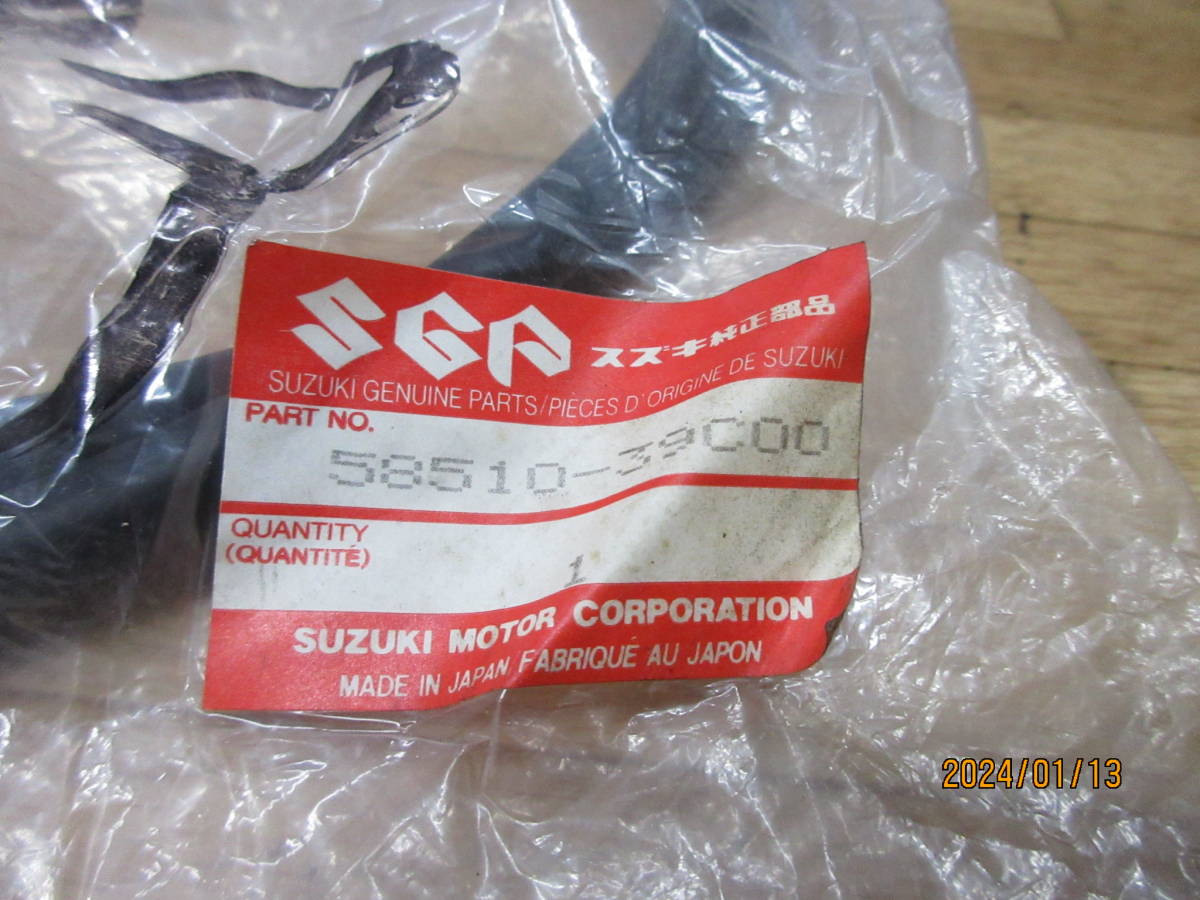 SGP スズキ純正部品
SUZUKI GENUINE PARTS/PIÈCES D'ORIGINE DE SUZUKI
PART NO.
58510-39C00
QUANTITY
(QUANTITÉ)
1
SUZUKI MOTOR CORPORATION
MADE IN JAPAN FABRIQUÉ AU JAPON
2024/01/13